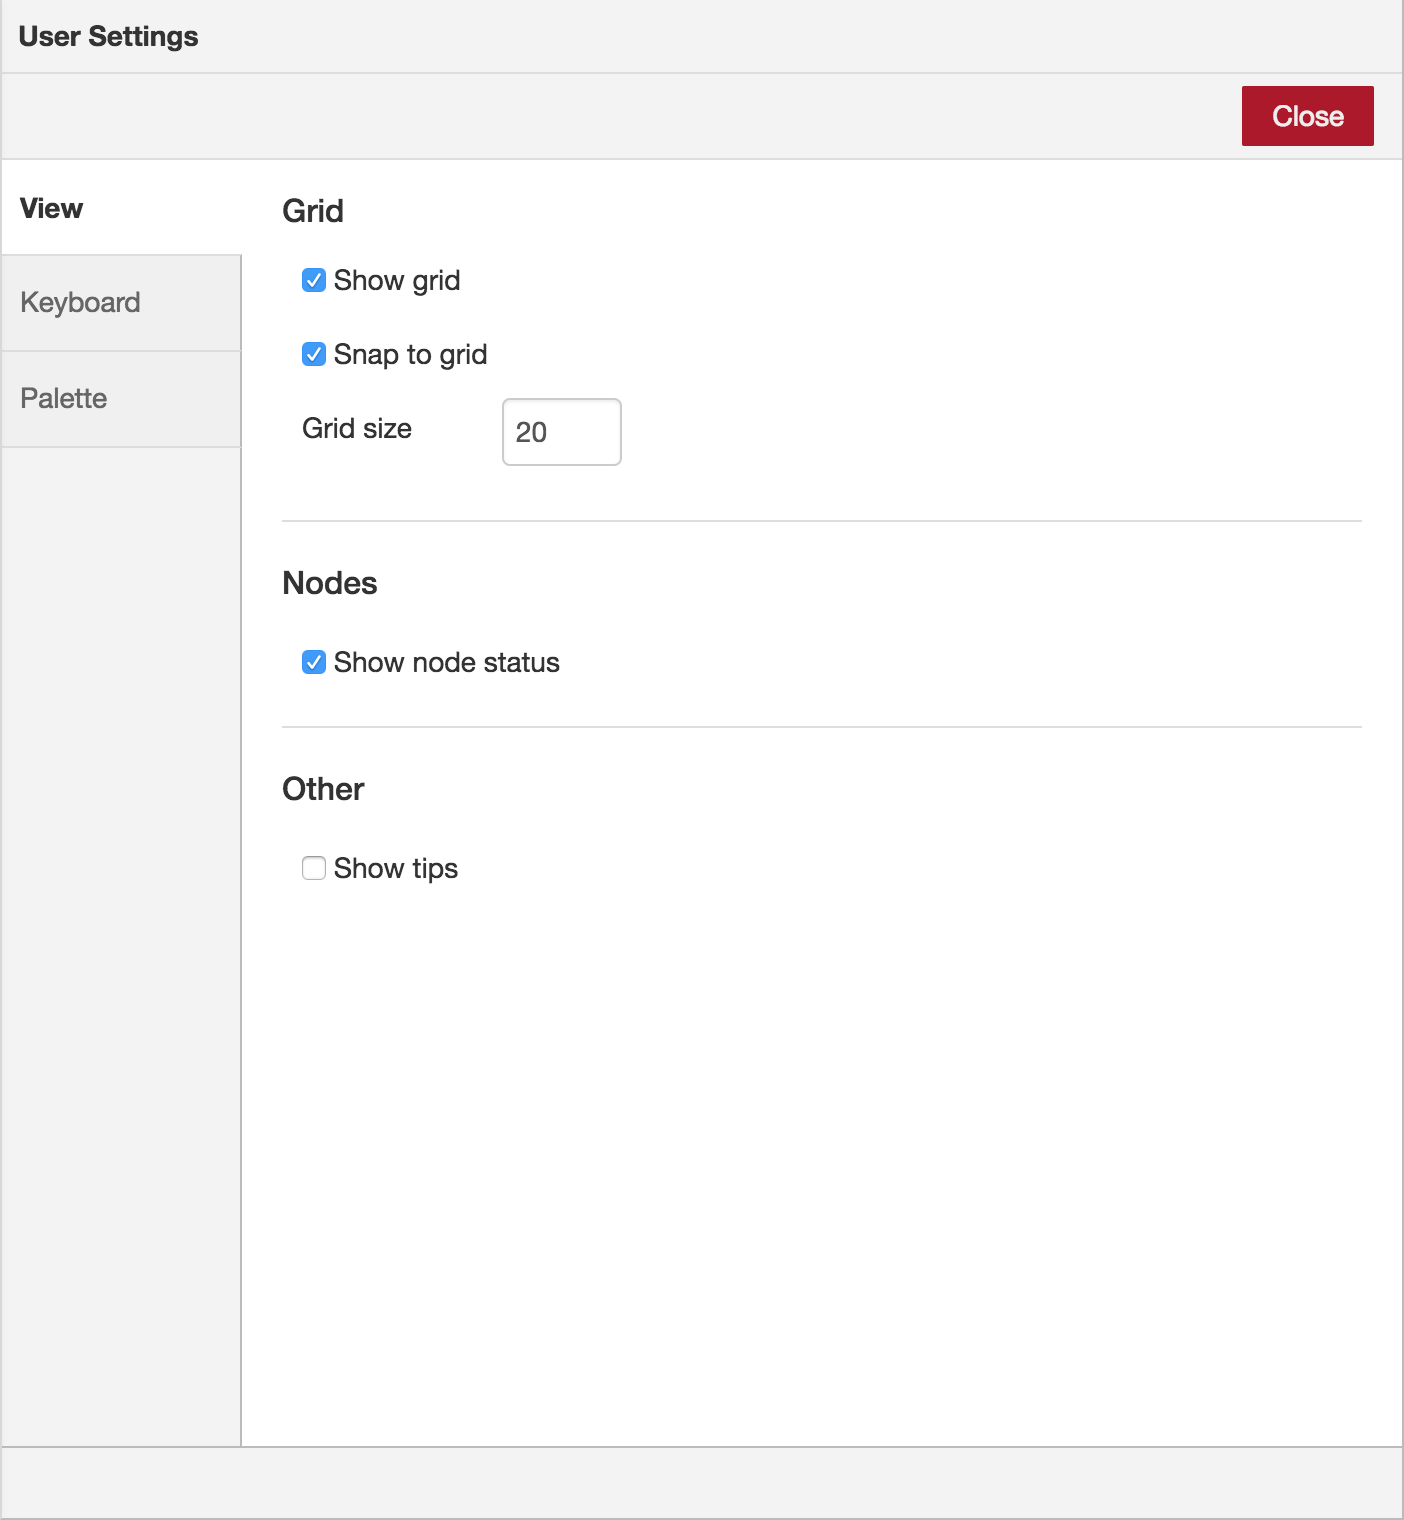 User Settings
Close
View
Keyboard
Palette
Grid
Show grid
Snap to grid
Grid size 20
Nodes
Show node status
Other
Show tips